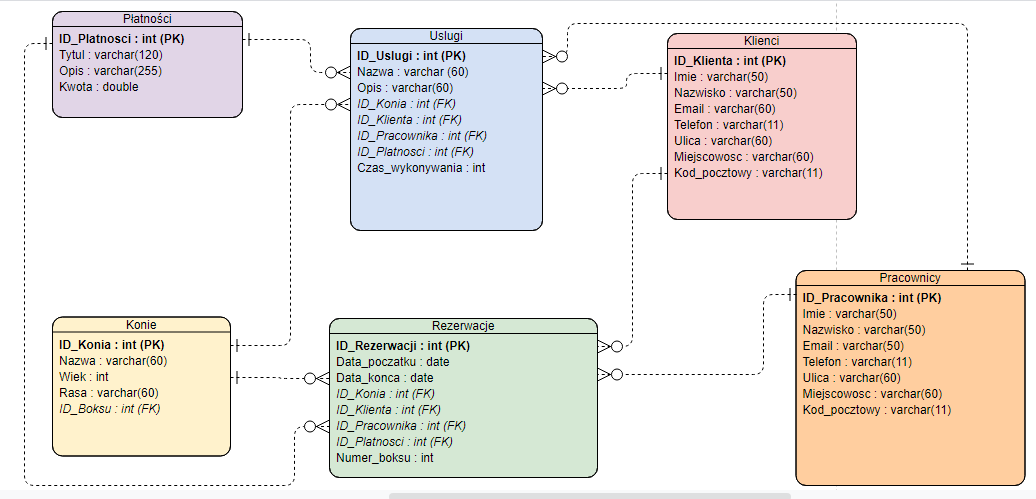 Płatności
ID_Platnosci : int (PK)
Tytul : varchar(120)
Opis : varchar(255)
Kwota : double
Uslugi
ID_Uslugi : int (PK)
Nazwa : varchar (60)
Opis : varchar(60)
ID_Konia : int (FK)
ID_Klienta : int (FK)
ID_Pracownika : int (FK)
ID_Platnosci : int (FK)
Czas_wykonywania : int
Klienci
ID_Klienta : int (PK)
Imie : varchar(50)
Nazwisko : varchar(50)
Email : varchar(60)
Telefon : varchar(11)
Ulica : varchar(60)
Miejscowosc : varchar(60)
Kod_pocztowy : varchar(11)
Konie
ID_Konia : int (PK)
Nazwa : varchar(60)
Wiek : int
Rasa : varchar(60)
ID_Boksu : int (FK)
Rezerwacje
ID_Rezerwacji : int (PK)
Data_poczatku : date
Data_konca : date
ID_Konia : int (FK)
ID_Klienta : int (FK)
ID_Pracownika : int (FK)
ID_Platnosci : int (FK)
Numer_boksu : int
Pracownicy
ID_Pracownika : int (PK)
Imie : varchar(50)
Nazwisko : varchar(50)
Email : varchar(50)
Telefon : varchar(11)
Ulica : varchar(60)
Miejscowosc : varchar(60)
Kod_pocztowy : varchar(11)